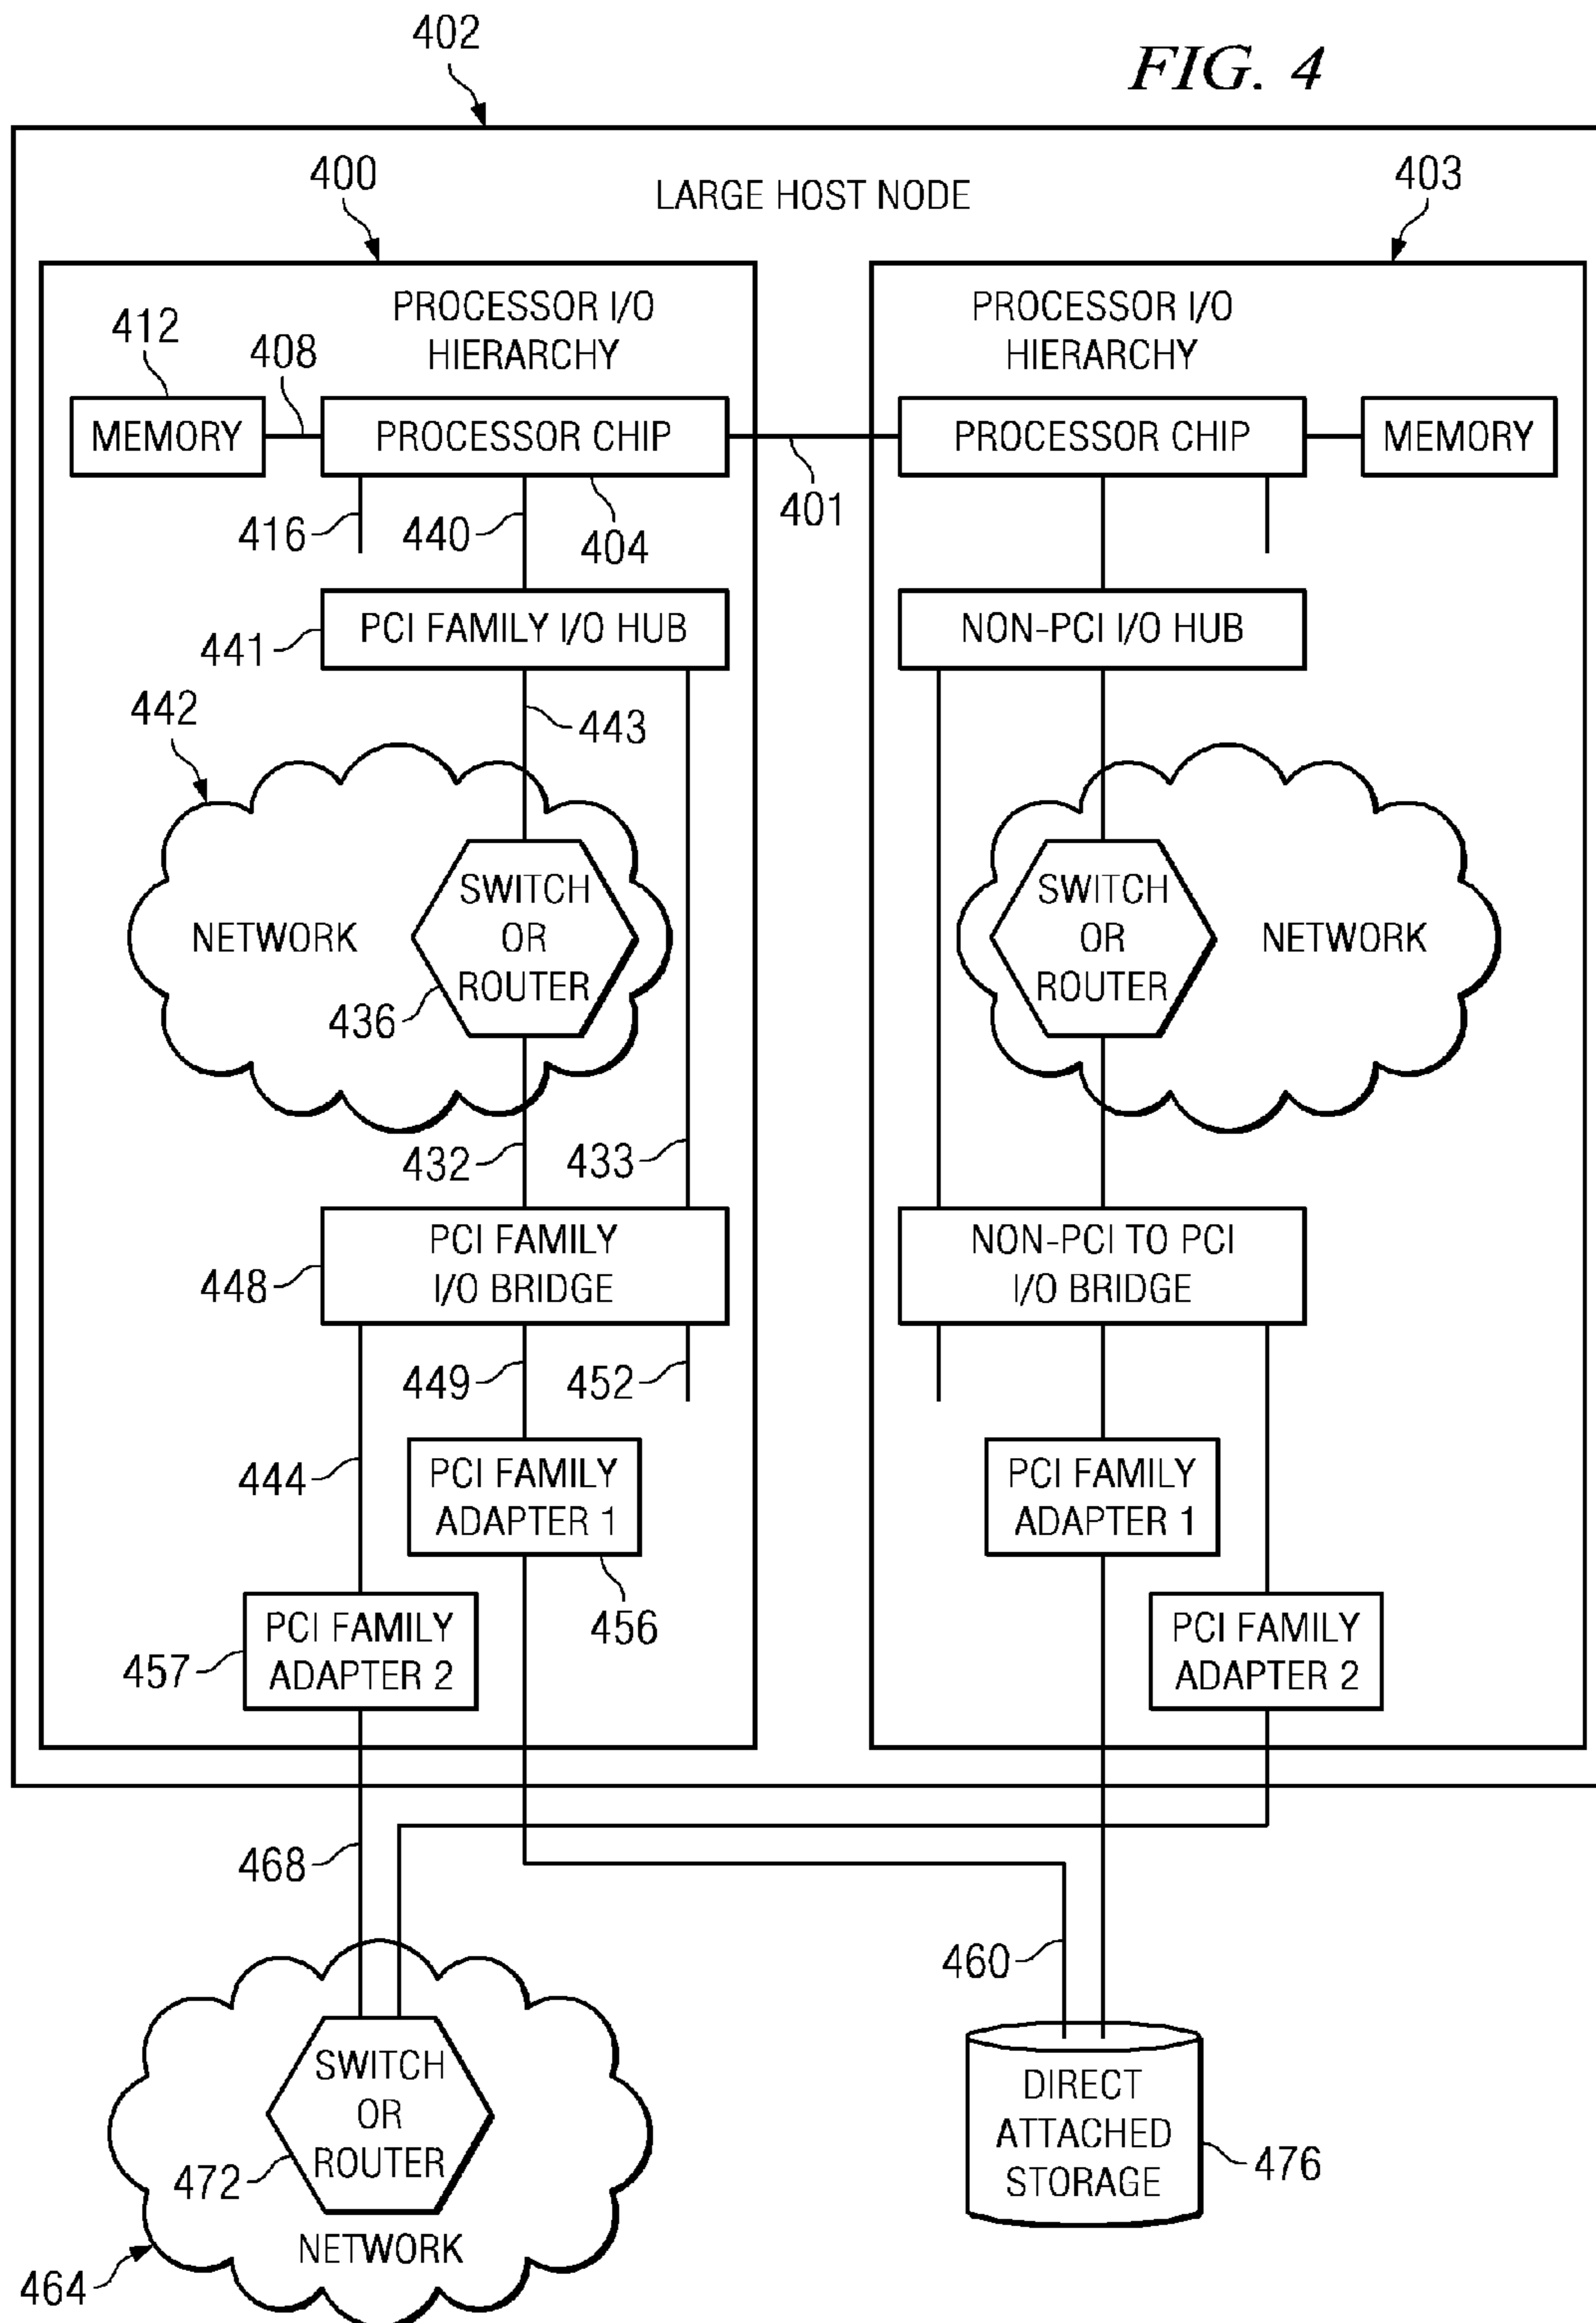 402
FIG. 4
400
LARGE HOST NODE
403
PROCESSOR I/O
HIERARCHY
PROCESSOR I/O
HIERARCHY
412
408
MEMORY
PROCESSOR CHIP
PROCESSOR CHIP
MEMORY
416
440
404
401
441
PCI FAMILY I/O HUB
NON-PCI I/O HUB
442
443
NETWORK
SWITCH
OR
ROUTER
436
SWITCH
OR
ROUTER
NETWORK
432
433
448
PCI FAMILY
I/O BRIDGE
NON-PCI TO PCI
I/O BRIDGE
449
452
444
PCI FAMILY
ADAPTER 1
PCI FAMILY
ADAPTER 1
456
457
PCI FAMILY
ADAPTER 2
PCI FAMILY
ADAPTER 2
468
460
SWITCH
OR
ROUTER
472
NETWORK
464
DIRECT
ATTACHED
STORAGE
476